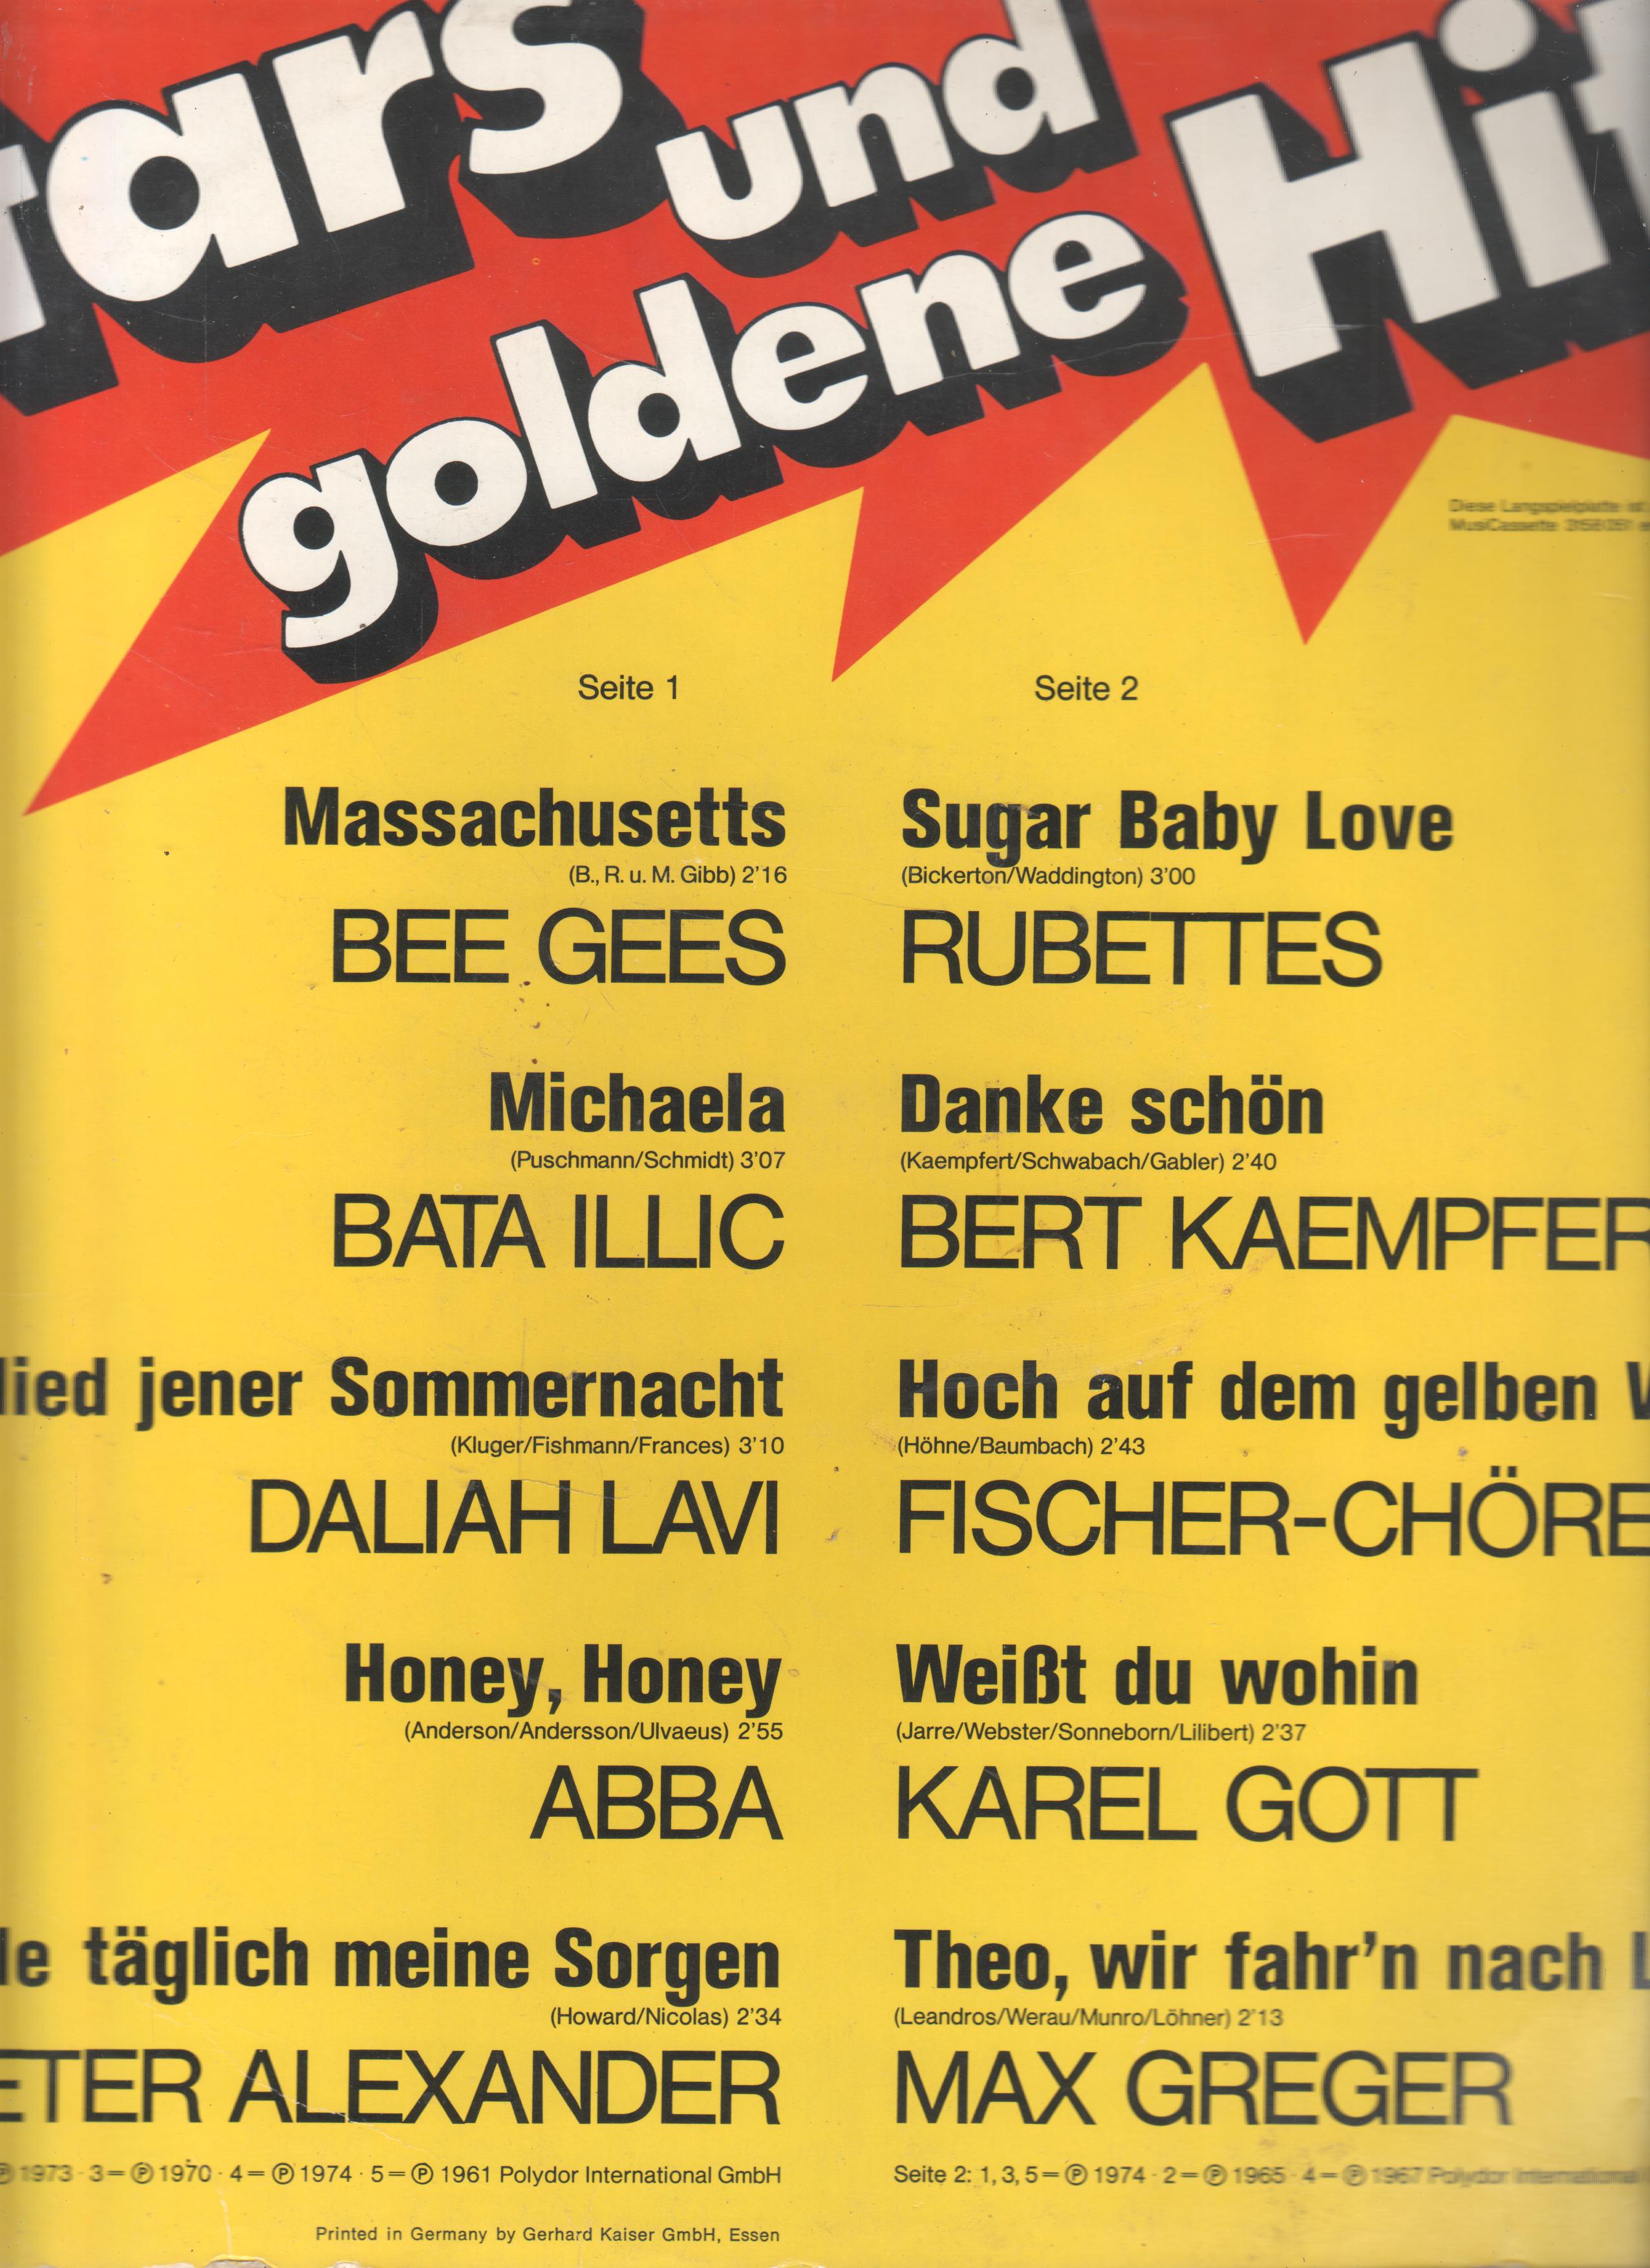 tars und
goldene Hit
Diese Langspielplatte ist
MusiCassette
Seite 1
Massachusetts
(B., R. u. M. Gibb) 2'16
BEE GEES
Michaela
(Puschmann/Schmidt) 3'07
BATA ILLIC
lied jener Sommernacht
(Kluger/Fishmann/Frances) 3'10
DALIAH LAVI
Honey, Honey
(Anderson/Andersson/Ulvaeus) 2'55
ABBA
le täglich meine Sorgen
(Howard/Nicolas) 2'34
ETER ALEXANDER
℗ 1973 · 3 = ℗ 1970 · 4 = ℗ 1974 · 5 = ℗ 1961 Polydor International GmbH
Printed in Germany by Gerhard Kaiser GmbH, Essen
Seite 2
Sugar Baby Love
(Bickerton/Waddington) 3'00
RUBETTES
Danke schön
(Kaempfert/Schwabach/Gabler) 2'40
BERT KAEMPFER
Hoch auf dem gelben W
(Höhne/Baumbach) 2'43
FISCHER-CHÖRE
Weißt du wohin
(Jarre/Webster/Sonneborn/Lilibert) 2'37
KAREL GOTT
Theo, wir fahr'n nach L
(Leandros/Werau/Munro/Löhner) 2'13
MAX GREGER
Seite 2: 1, 3, 5 = ℗ 1974 · 2 = ℗ 1965 · 4 = ℗ 1967 Polydor International